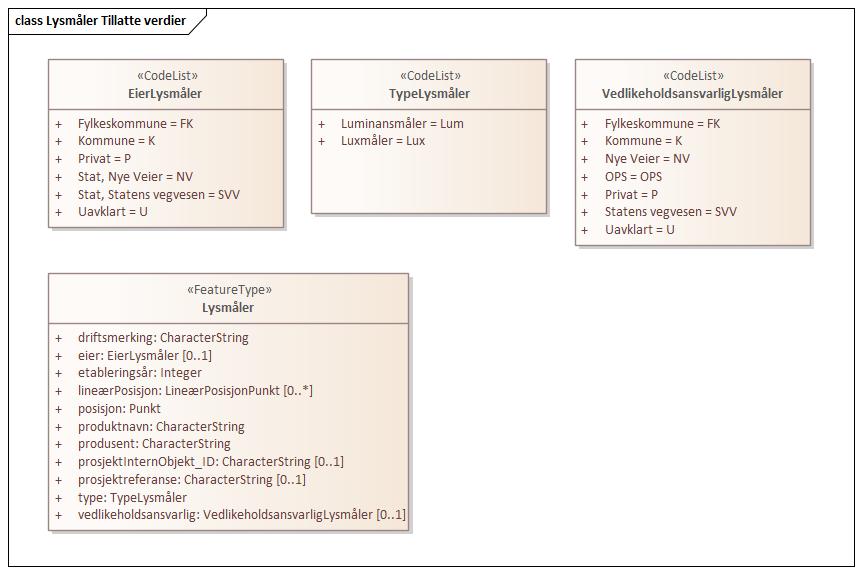 class Lysmåler Tillatte verdier
«CodeList»
EierLysmåler
+ Fylkeskommune = FK
+ Kommune = K
+ Privat = P
+ Stat, Nye Veier = NV
+ Stat, Statens vegvesen = SVV
+ Uavklart = U
«CodeList»
TypeLysmåler
+ Luminansmåler = Lum
+ Luxmåler = Lux
«CodeList»
VedlikeholdsansvarligLysmåler
+ Fylkeskommune = FK
+ Kommune = K
+ Nye Veier = NV
+ OPS = OPS
+ Privat = P
+ Statens vegvesen = SVV
+ Uavklart = U
«FeatureType»
Lysmåler
+ driftsmerking: CharacterString
+ eier: EierLysmåler [0..1]
+ etableringsår: Integer
+ lineærPosisjon: LineærPosisjonPunkt [0..*]
+ posisjon: Punkt
+ produktnavn: CharacterString
+ produsent: CharacterString
+ prosjektInternObjekt_ID: CharacterString [0..1]
+ prosjektreferanse: CharacterString [0..1]
+ type: TypeLysmåler
+ vedlikeholdsansvarlig: VedlikeholdsansvarligLysmåler [0..1]